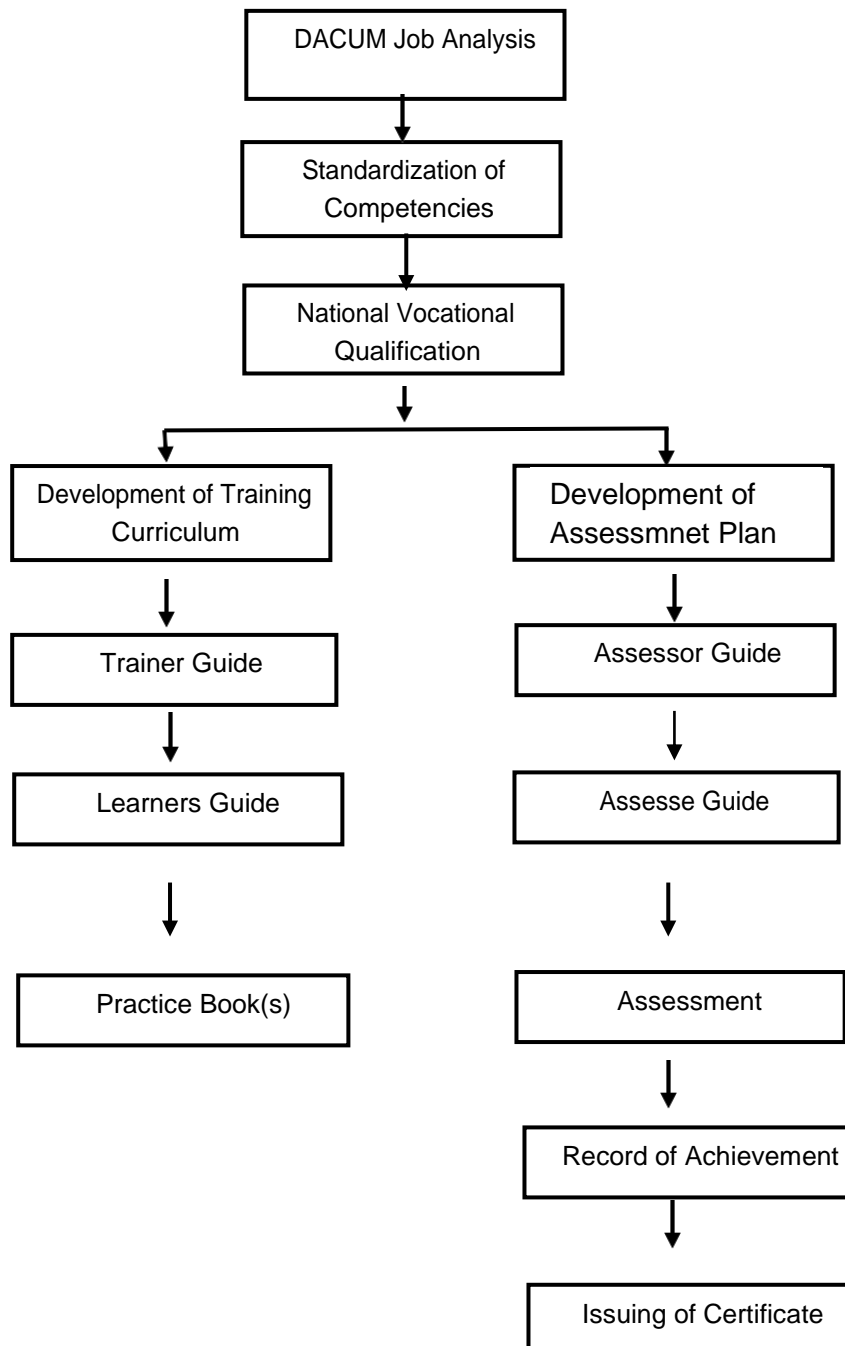 DACUM Job Analysis
Standardization of
Competencies
National Vocational
Qualification
Development of Training
Curriculum
Trainer Guide
Learners Guide
Practice Book(s)
Development of
Assessmnet Plan
Assessor Guide
Assesse Guide
Assessment
Record of Achievement
Issuing of Certificate